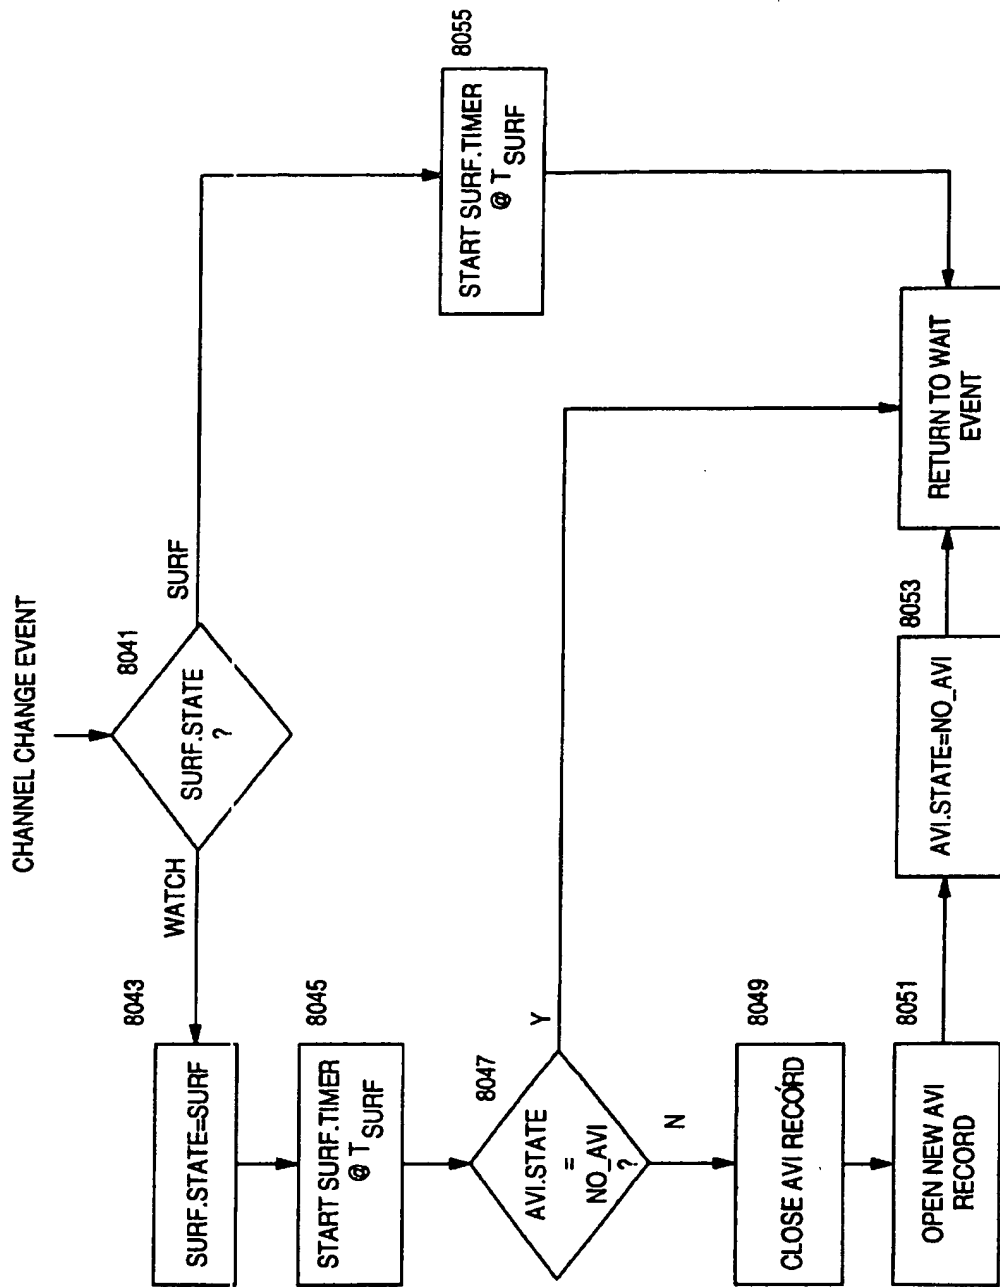 CHANNEL CHANGE EVENT
8041
SURF.STATE
?
WATCH
SURF
8043
SURF.STATE=SURF
8045
START SURF.TIMER
@ T SURF
8055
START SURF.TIMER
@ T SURF
8047
AVI.STATE
=
NO_AVI
?
Y
N
8049
CLOSE AVI RECORD
8051
OPEN NEW AVI
RECORD
8053
AVI.STATE=NO_AVI
RETURN TO WAIT
EVENT